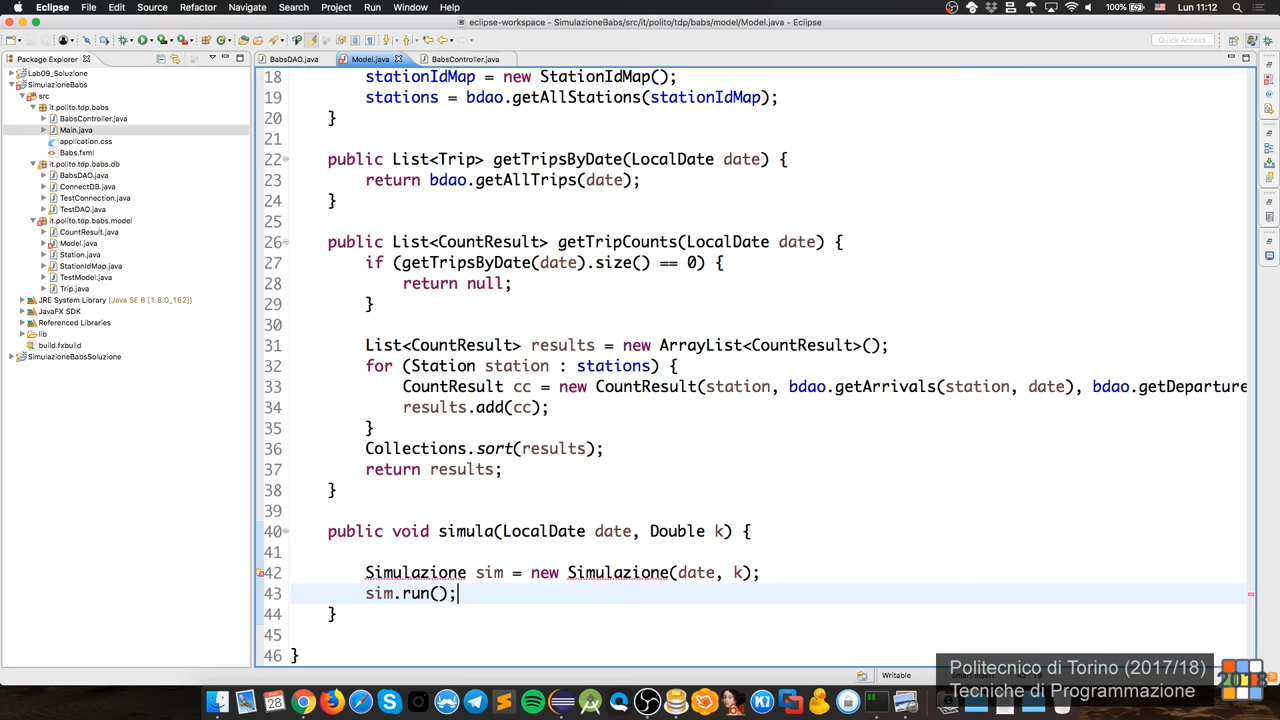 Eclipse File Edit Source Refactor Navigate Search Project Run Window Help 100% Lun 11:12
eclipse-workspace - SimulazioneBabs/src/it/polito/tdp/babs/model/Model.java - Eclipse
Quick Access
Package Explorer
Lab09_Soluzione
SimulazioneBabs
src
it.polito.tdp.babs
BabsController.java
Main.java
application.css
Babs.fxml
it.polito.tdp.babs.db
BabsDAO.java
ConnectDB.java
TestConnection.java
TestDAO.java
it.polito.tdp.babs.model
CountResult.java
Model.java
Station.java
StationIdMap.java
TestModel.java
Trip.java
JRE System Library [Java SE 8 [1.8.0_162]]
JavaFX SDK
Referenced Libraries
lib
build.fxbuild
SimulazioneBabsSoluzione
BabsDAO.java Model.java BabsController.java
18 stationIdMap = new StationIdMap();
19 stations = bdao.getAllStations(stationIdMap);
20 }
21
22 public List<Trip> getTripsByDate(LocalDate date) {
23 return bdao.getAllTrips(date);
24 }
25
26 public List<CountResult> getTripCounts(LocalDate date) {
27 if (getTripsByDate(date).size() == 0) {
28 return null;
29 }
30
31 List<CountResult> results = new ArrayList<CountResult>();
32 for (Station station : stations) {
33 CountResult cc = new CountResult(station, bdao.getArrivals(station, date), bdao.getDeparture
34 results.add(cc);
35 }
36 Collections.sort(results);
37 return results;
38 }
39
40 public void simula(LocalDate date, Double k) {
41
42 Simulazione sim = new Simulazione(date, k);
43 sim.run();
44 }
45
46 }
Writable
Politecnico di Torino (2017/18)
Tecniche di Programmazione
2018